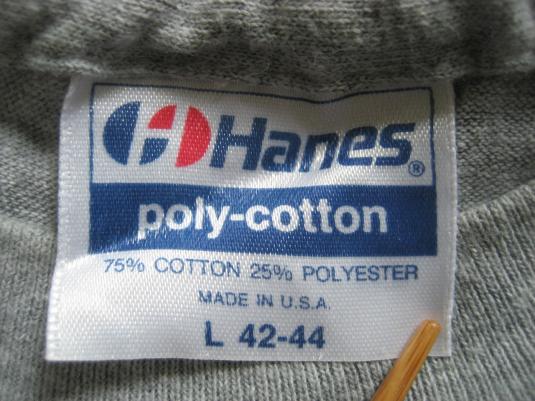 Hanes®
poly-cotton
75% COTTON 25% POLYESTER
MADE IN U.S.A.
L 42-44